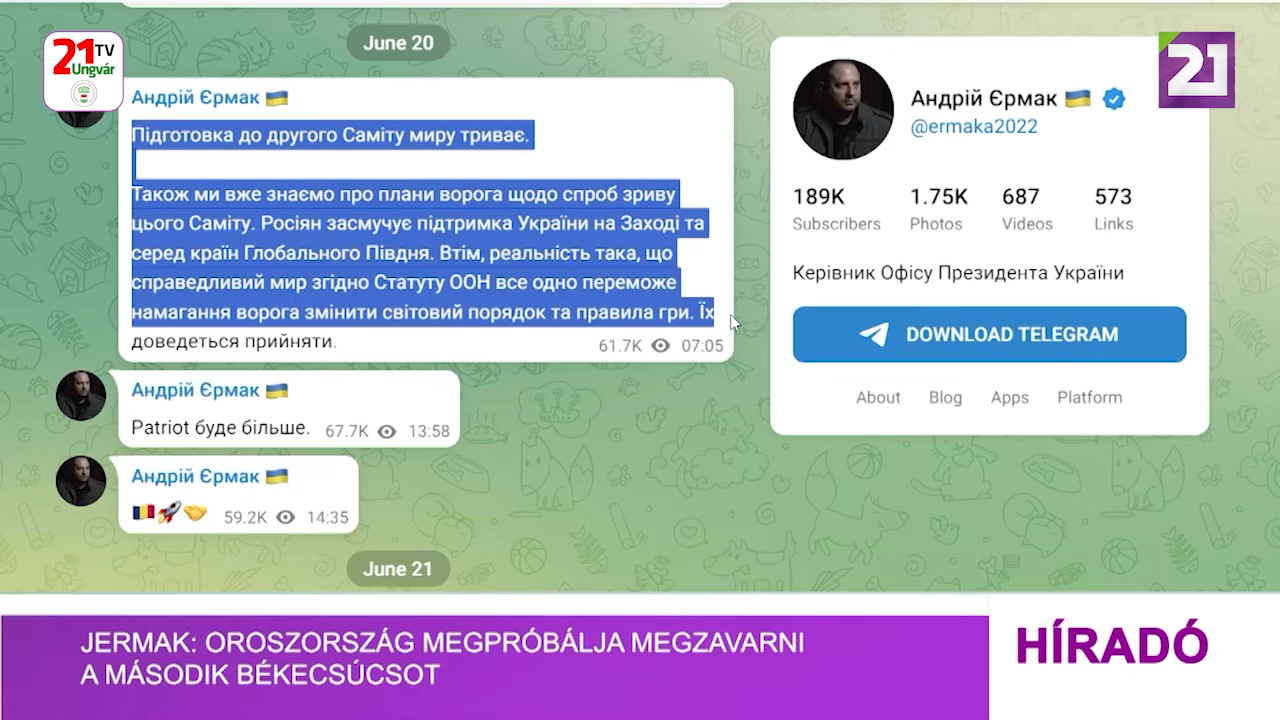 June 20
21 TV
Ungvár
21
Андрій Єрмак 🇺🇦
Підготовка до другого Саміту миру триває.
Також ми вже знаємо про плани ворога щодо спроб зриву
цього Саміту. Росіян засмучує підтримка України на Заході та
серед країн Глобального Півдня. Втім, реальність така, що
справедливий мир згідно Статуту ООН все одно переможе
намагання ворога змінити світовий порядок та правила гри. Їх
доведеться прийняти.
61.7K 07:05
Андрій Єрмак 🇺🇦
Patriot буде більше. 67.7K 13:58
Андрій Єрмак 🇺🇦
🇷🇴🚀🤝 59.2K 14:35
June 21
Андрій Єрмак 🇺🇦
@ermaka2022
189K 1.75K 687 573
Subscribers Photos Videos Links
Керівник Офісу Президента України
DOWNLOAD TELEGRAM
About Blog Apps Platform
JERMAK: OROSZORSZÁG MEGPRÓBÁLJA MEGZAVARNI
A MÁSODIK BÉKECSÚCSOT
HÍRADÓ